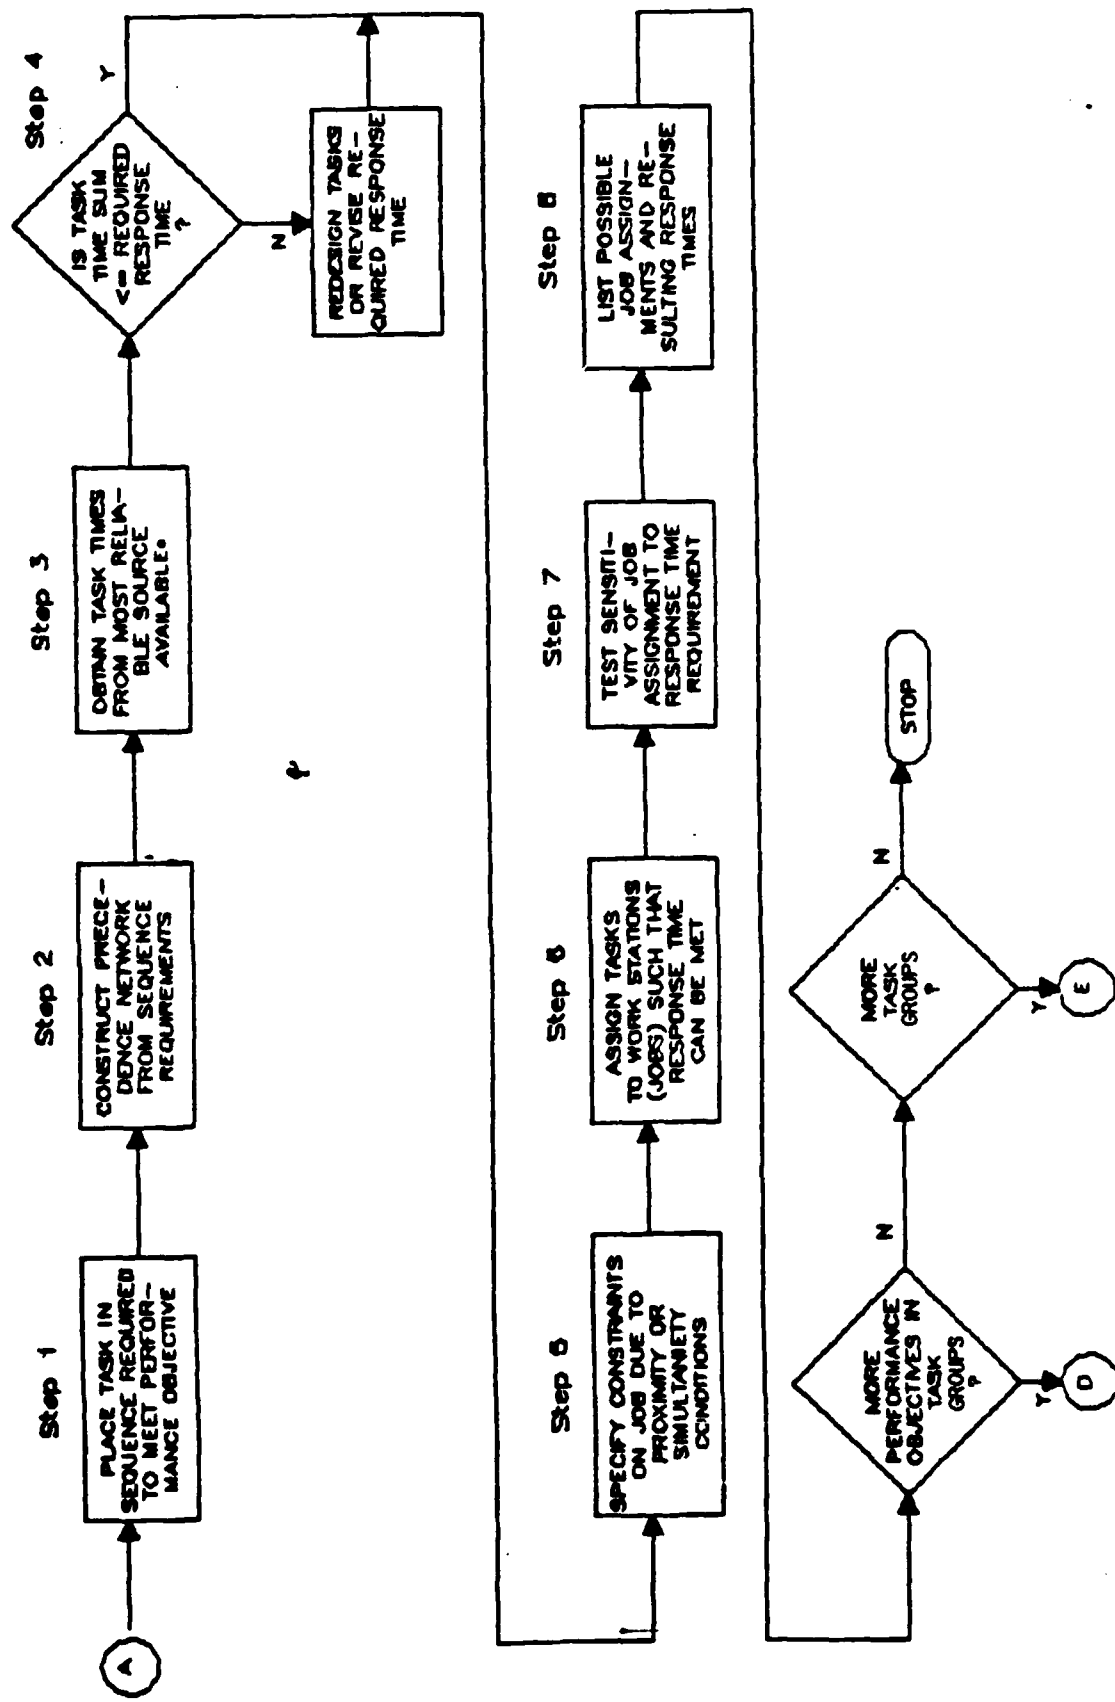 A
Step 1
PLACE TASK IN
SEQUENCE REQUIRED
TO MEET PERFOR-
MANCE OBJECTIVE
Step 2
CONSTRUCT PRECE-
DENCE NETWORK
FROM SEQUENCE
REQUIREMENTS
Step 3
OBTAIN TASK TIMES
FROM MOST RELIA-
BLE SOURCE
AVAILABLE.
Step 4
IS TASK
TIME SUM
<= REQUIRED
RESPONSE
TIME
?
Y
N
REDESIGN TASKS
OR REVISE RE-
QUIRED RESPONSE
TIME
Step 5
SPECIFY CONSTRAINTS
ON JOB DUE TO
PROXIMITY OR
SIMULTANIETY
CONDITIONS
Step 6
ASSIGN TASKS
TO WORK STATIONS
(JOBS) SUCH THAT
RESPONSE TIME
CAN BE MET
Step 7
TEST SENSITI-
VITY OF JOB
ASSIGNMENT TO
RESPONSE TIME
REQUIREMENT
Step 8
LIST POSSIBLE
JOB ASSIGN-
MENTS AND RE-
SULTING RESPONSE
TIMES
MORE
PERFORMANCE
OBJECTIVES IN
TASK
GROUPS
?
Y
D
N
MORE
TASK
GROUPS
?
Y
E
N
STOP